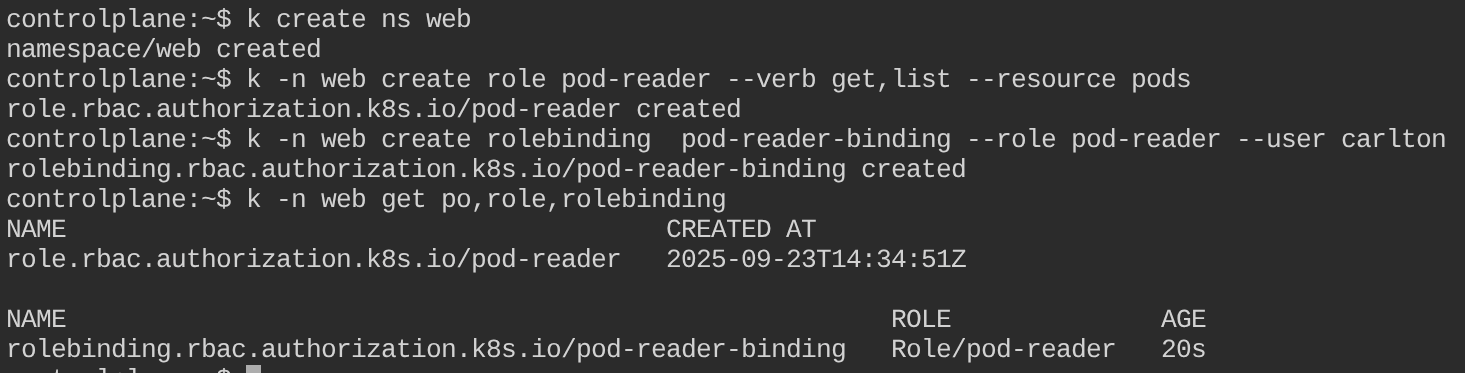 controlplane:~$ k create ns web
namespace/web created
controlplane:~$ k -n web create role pod-reader --verb get,list --resource pods
role.rbac.authorization.k8s.io/pod-reader created
controlplane:~$ k -n web create rolebinding  pod-reader-binding --role pod-reader --user carlton
rolebinding.rbac.authorization.k8s.io/pod-reader-binding created
controlplane:~$ k -n web get po,role,rolebinding
NAME                                        CREATED AT
role.rbac.authorization.k8s.io/pod-reader   2025-09-23T14:34:51Z

NAME                                                       ROLE              AGE
rolebinding.rbac.authorization.k8s.io/pod-reader-binding   Role/pod-reader   20s